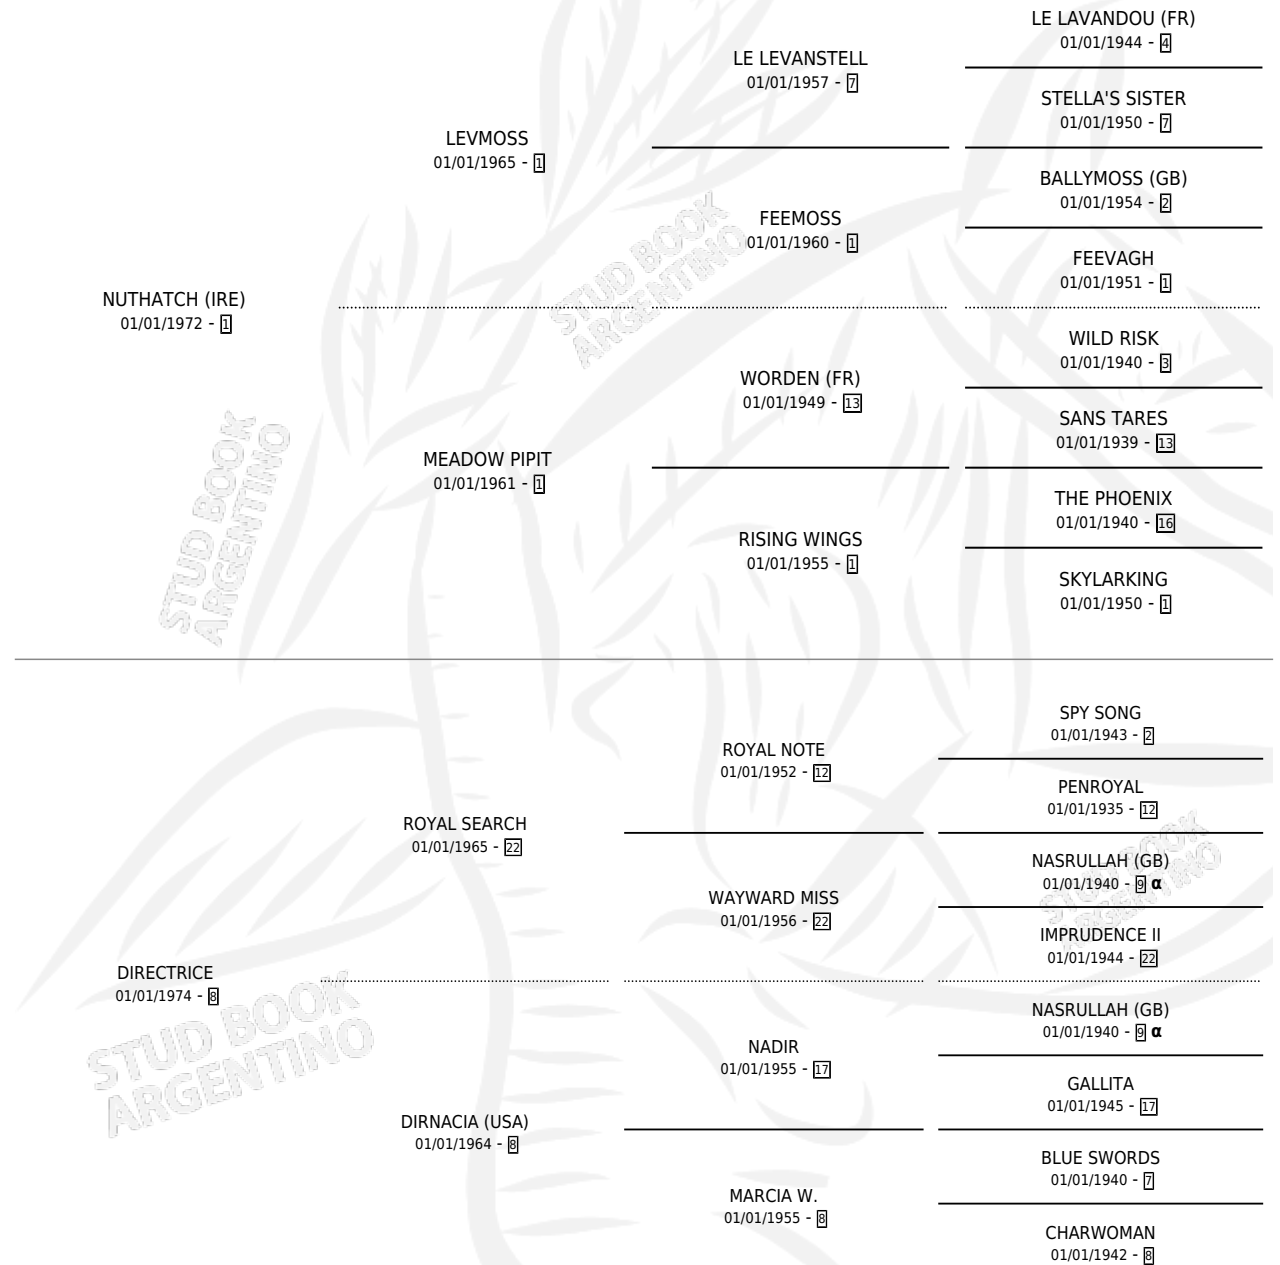 LE LAVANDOU (FR)
01/01/1944 - 4
LE LEVANSTELL
01/01/1957 - 7
STELLA'S SISTER
01/01/1950 - 7
LEVMOSS
01/01/1965 - 1
BALLYMOSS (GB)
01/01/1954 - 2
FEEMOSS
01/01/1960 - 1
FEEVAGH
01/01/1951 - 1
NUTHATCH (IRE)
01/01/1972 - 1
WILD RISK
01/01/1940 - 3
WORDEN (FR)
01/01/1949 - 13
SANS TARES
01/01/1939 - 13
MEADOW PIPIT
01/01/1961 - 1
THE PHOENIX
01/01/1940 - 16
RISING WINGS
01/01/1955 - 1
SKYLARKING
01/01/1950 - 1
SPY SONG
01/01/1943 - 2
ROYAL NOTE
01/01/1952 - 12
PENROYAL
01/01/1935 - 12
ROYAL SEARCH
01/01/1965 - 22
NASRULLAH (GB)
01/01/1940 - 9 α
WAYWARD MISS
01/01/1956 - 22
IMPRUDENCE II
01/01/1944 - 22
DIRECTRICE
01/01/1974 - 8
NASRULLAH (GB)
01/01/1940 - 9 α
NADIR
01/01/1955 - 17
GALLITA
01/01/1945 - 17
DIRNACIA (USA)
01/01/1964 - 8
BLUE SWORDS
01/01/1940 - 7
MARCIA W.
01/01/1955 - 8
CHARWOMAN
01/01/1942 - 8
STUD BOOK
ARGENTINO
STUD BOOK
ARGENTINO
STUD BOOK
ARGENTINO
STUD BOOK
ARGENTINO